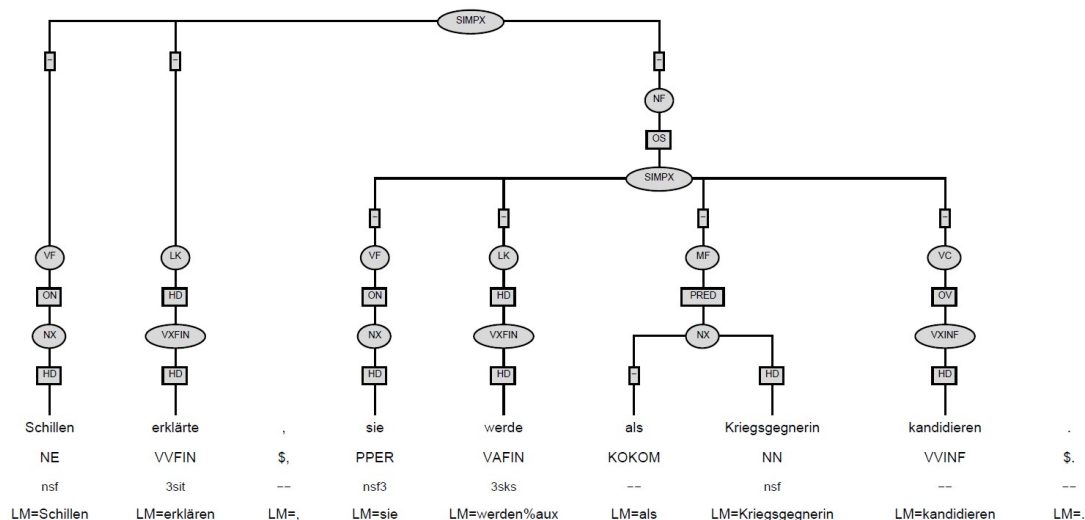 SIMPX
– – –
NF
OS
SIMPX
– – – –
VF LK VF LK MF VC
ON HD ON HD PRED OV
NX VXFIN NX VXFIN NX VXINF
HD HD HD HD – HD HD
Schillen erklärte , sie werde als Kriegsgegnerin kandidieren .
NE VVFIN $, PPER VAFIN KOKOM NN VVINF $.
nsf 3sit –– nsf3 3sks –– nsf –– ––
LM=Schillen LM=erklären LM=, LM=sie LM=werden%aux LM=als LM=Kriegsgegnerin LM=kandidieren LM=